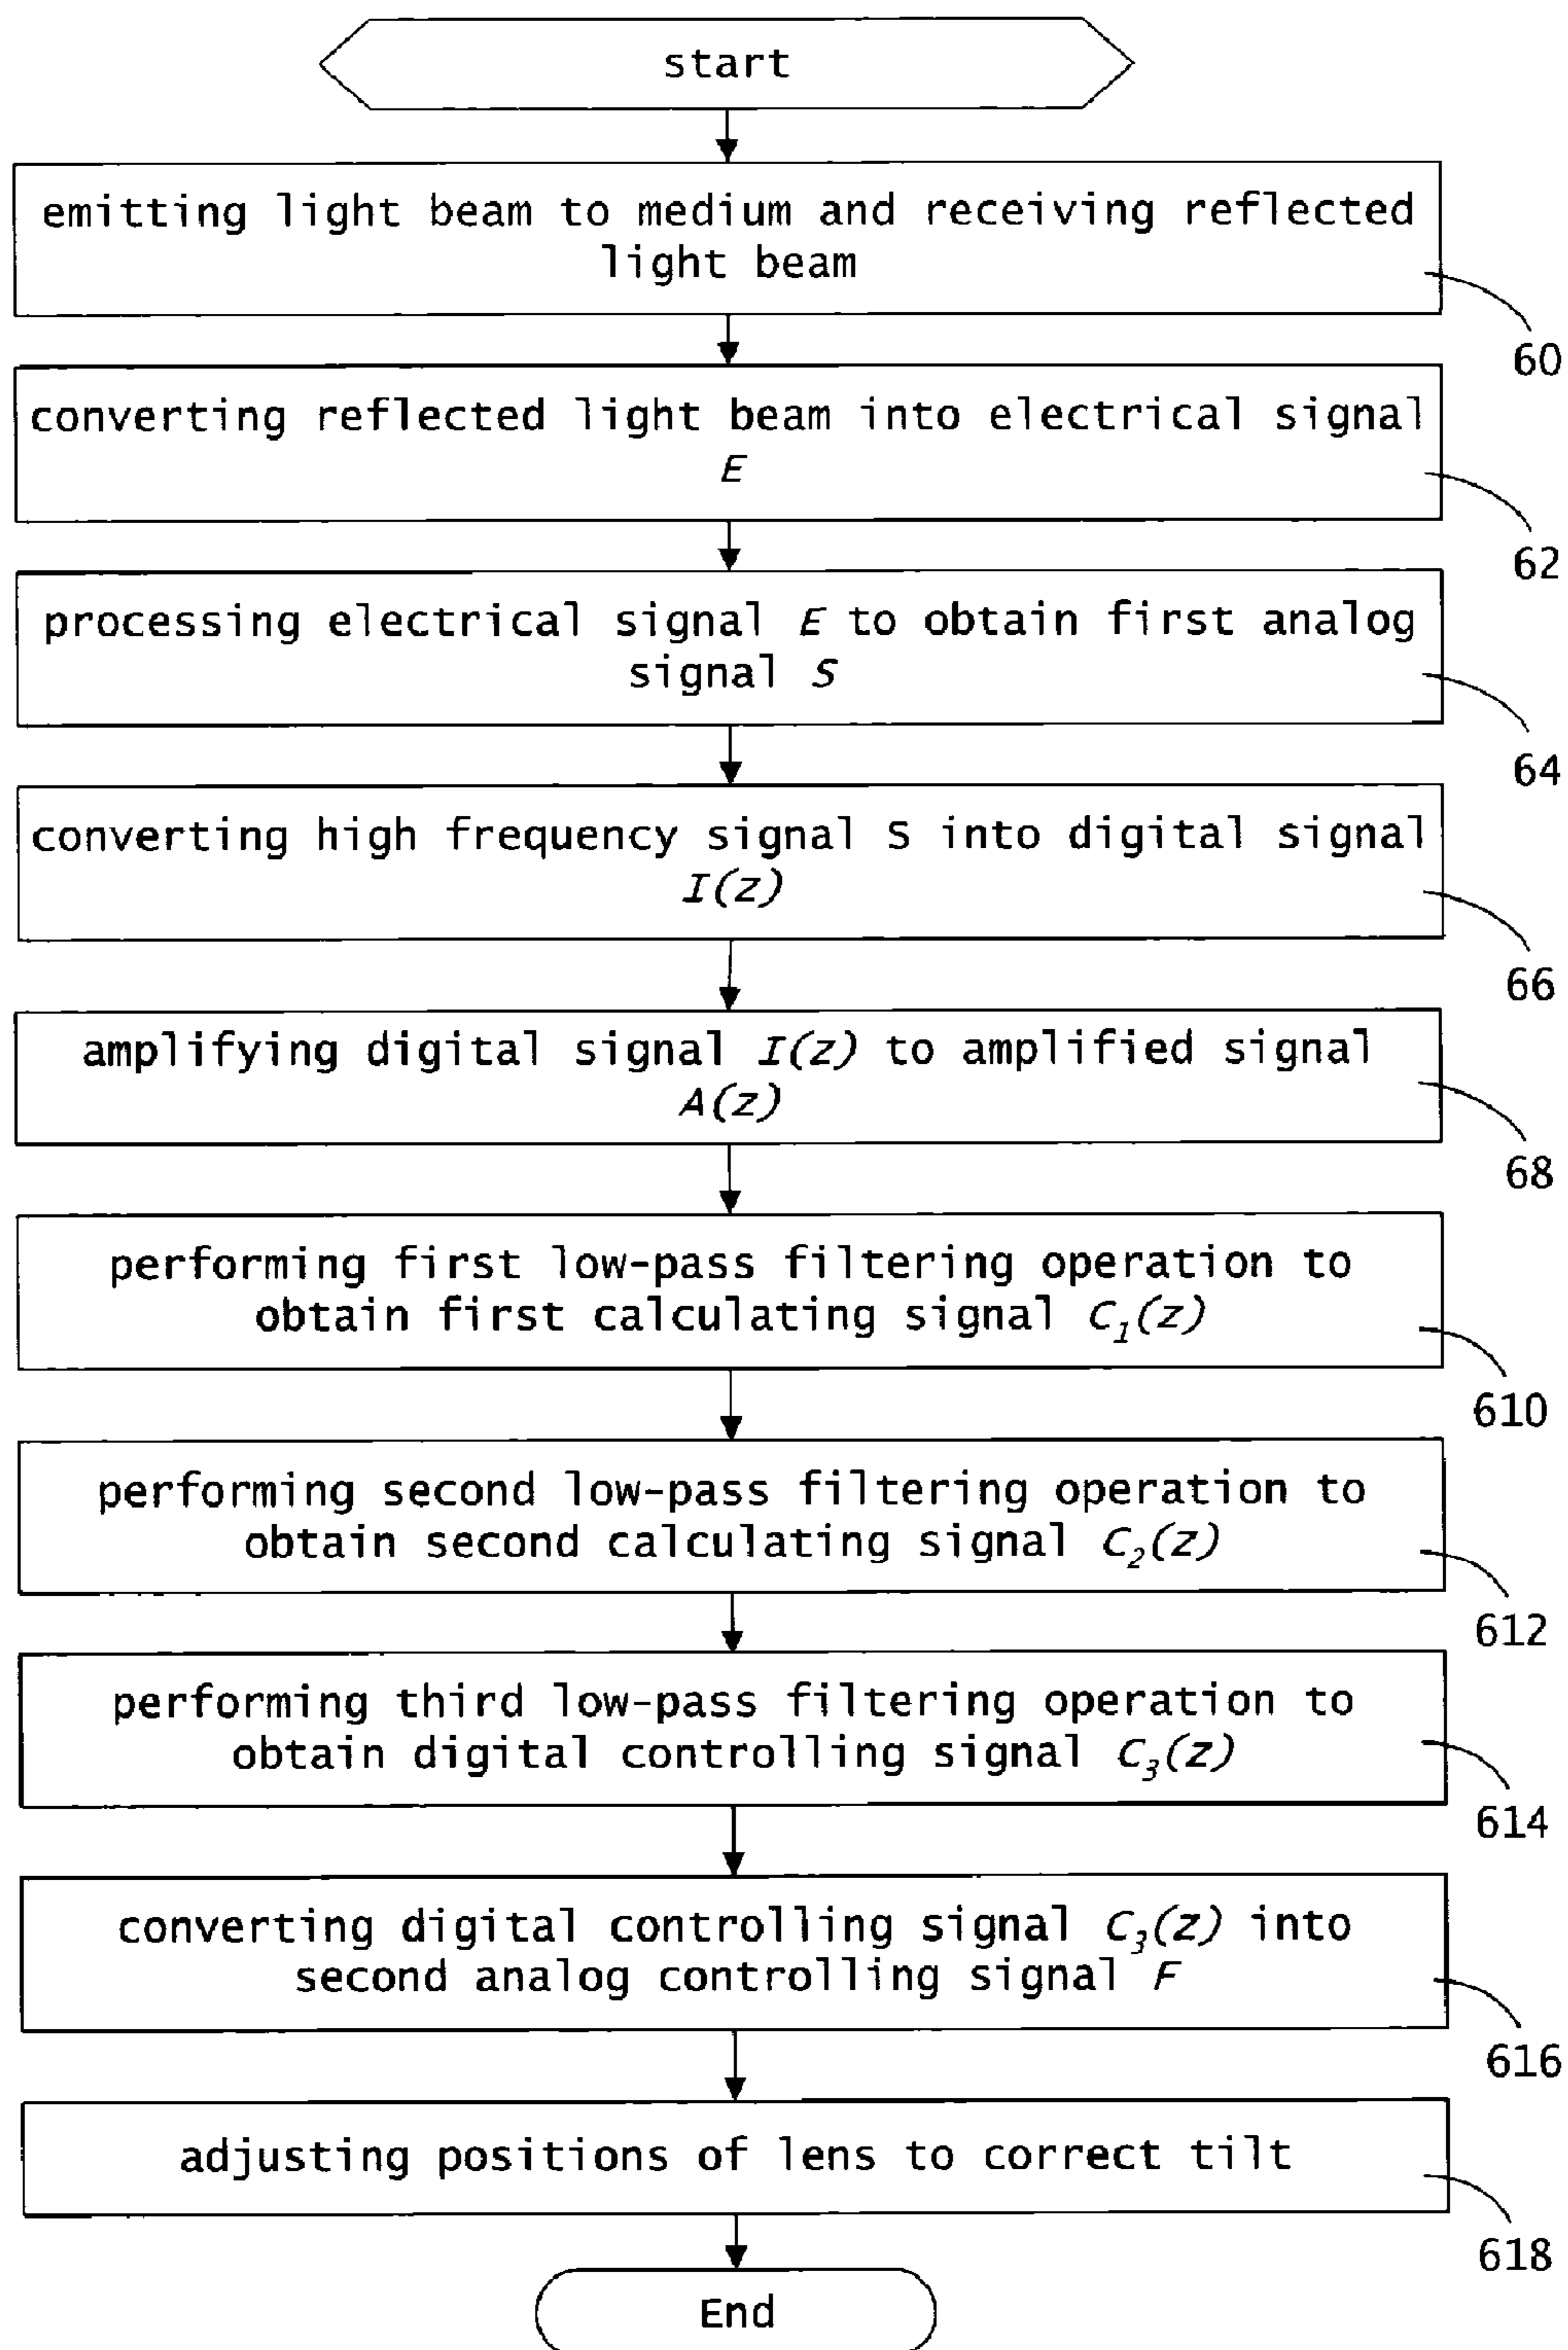 start
emitting light beam to medium and receiving reflected
light beam
60
converting reflected light beam into electrical signal
E
62
processing electrical signal E to obtain first analog
signal S
64
converting high frequency signal S into digital signal
I(z)
66
amplifying digital signal I(z) to amplified signal
A(z)
68
performing first low-pass filtering operation to
obtain first calculating signal C₁(z)
610
performing second low-pass filtering operation to
obtain second calculating signal C₂(z)
612
performing third low-pass filtering operation to
obtain digital controlling signal C₃(z)
614
converting digital controlling signal C₃(z) into
second analog controlling signal F
616
adjusting positions of lens to correct tilt
618
End